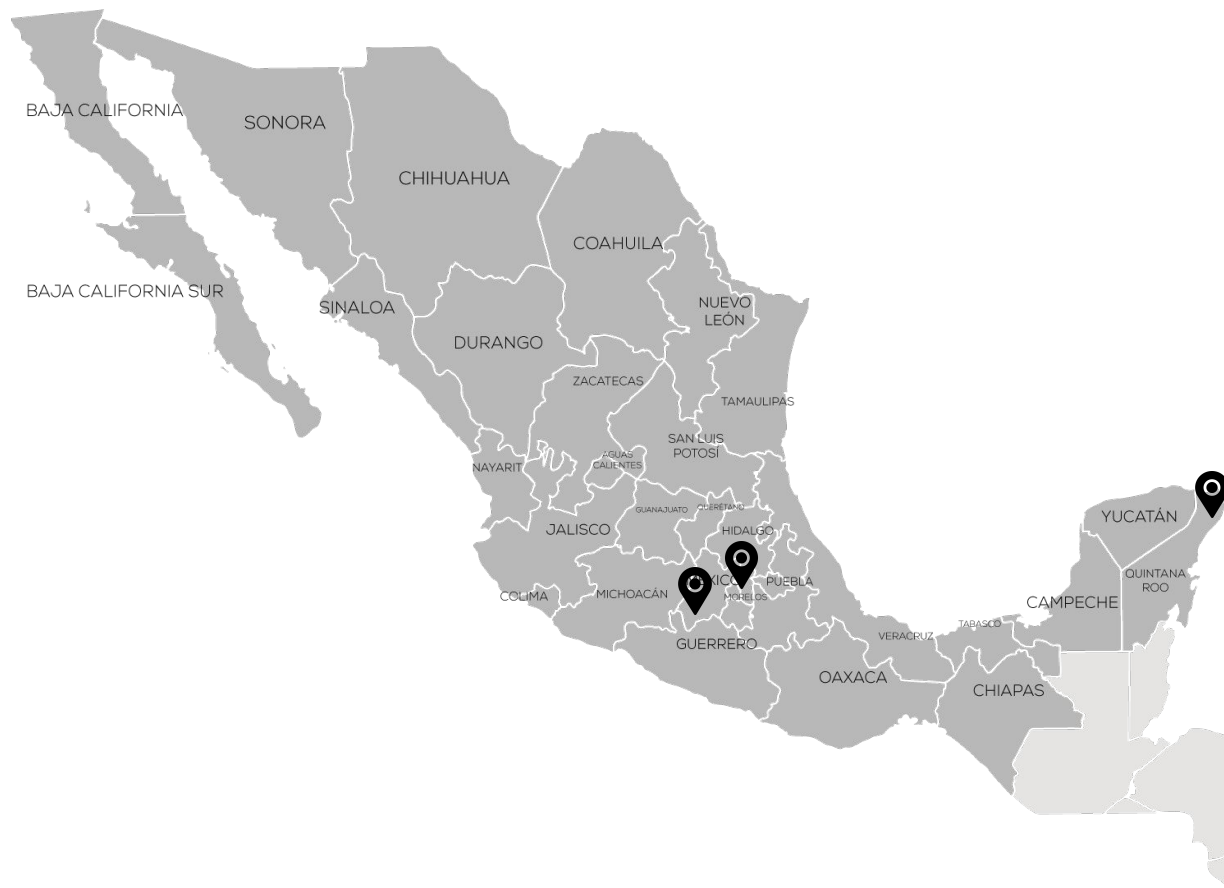 BAJA CALIFORNIA
SONORA
CHIHUAHUA
COAHUILA
BAJA CALIFORNIA SUR
SINALOA
NUEVO
LEÓN
DURANGO
ZACATECAS
TAMAULIPAS
SAN LUIS
POTOSÍ
AGUAS
CALIENTES
NAYARIT
GUANAJUATO
QUERÉTARO
YUCATÁN
JALISCO
HIDALGO
QUINTANA
ROO
MÉXICO
PUEBLA
COLIMA
MICHOACÁN
MORELOS
CAMPECHE
TABASCO
VERACRUZ
GUERRERO
OAXACA
CHIAPAS